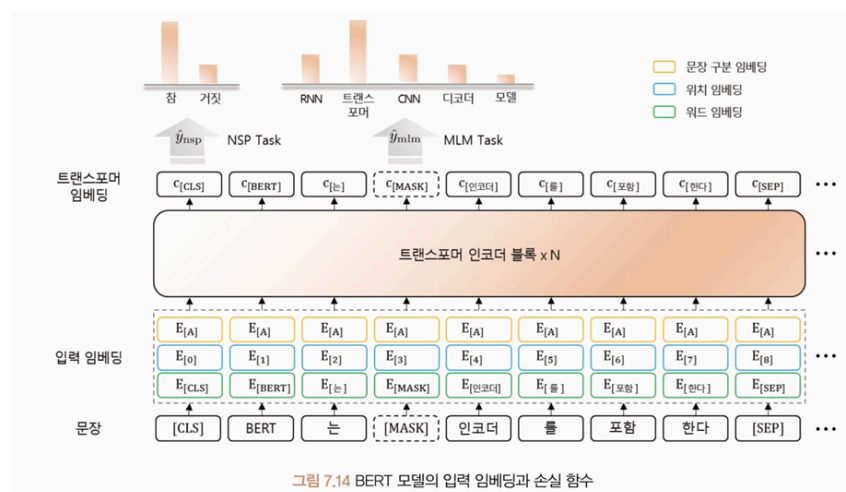 참 거짓 RNN 트랜스포머 CNN 디코더 모델
문장 구분 임베딩
위치 임베딩
워드 임베딩
ŷnsp NSP Task ŷmlm MLM Task
트랜스포머 임베딩 C[CLS] C[BERT] C[는] C[MASK] C[인코더] C[를] C[포함] C[한다] C[SEP] •••
트랜스포머 인코더 블록 x N •••
E[A] E[A] E[A] E[A] E[A] E[A] E[A] E[A] E[A]
입력 임베딩 E[0] E[1] E[2] E[3] E[4] E[5] E[6] E[7] E[8] •••
E[CLS] E[BERT] E[는] E[MASK] E[인코더] E[를] E[포함] E[한다] E[SEP]
문장 [CLS] BERT 는 [MASK] 인코더 를 포함 한다 [SEP] •••
그림 7.14 BERT 모델의 입력 임베딩과 손실 함수